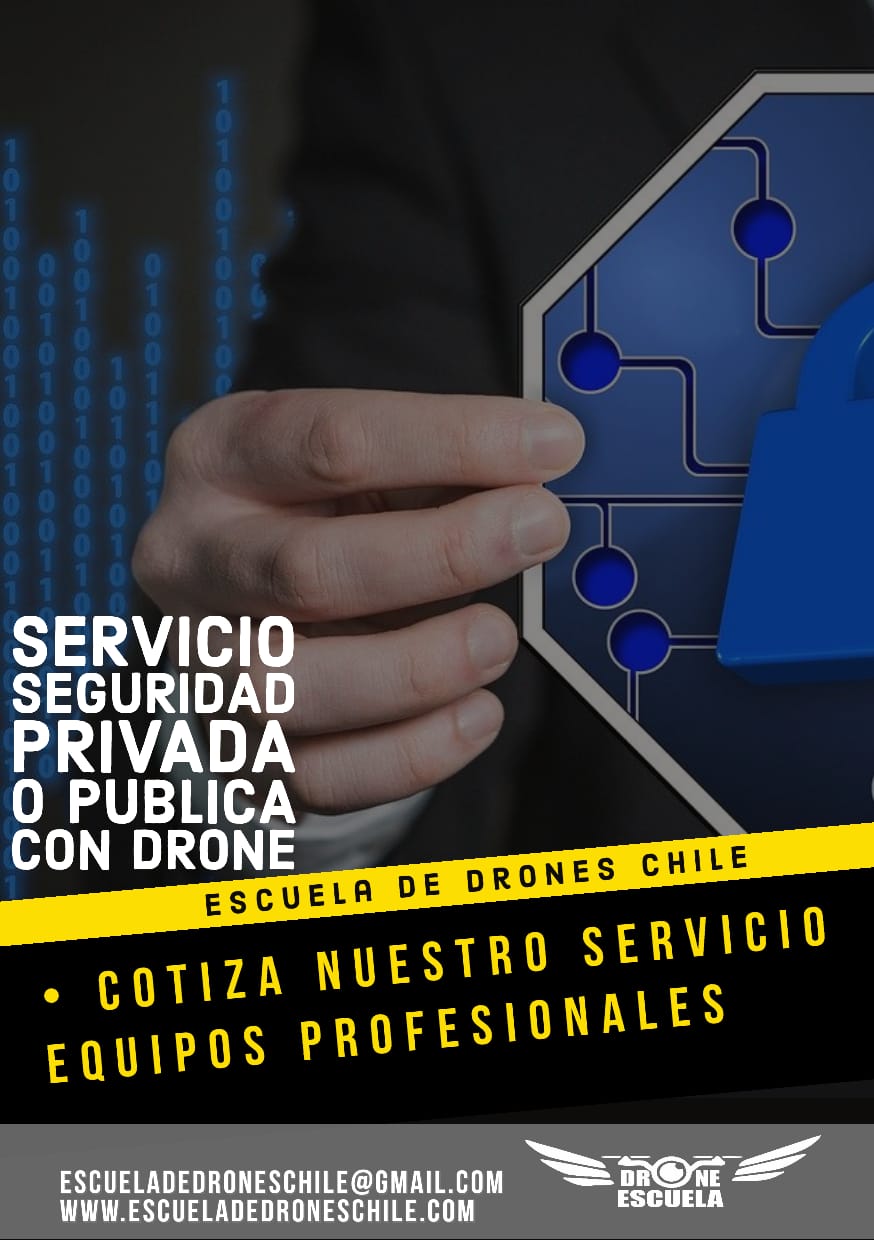 SERVICIO
SEGURIDAD
PRIVADA
O PUBLICA
CON DRONE
ESCUELA DE DRONES CHILE
• COTIZA NUESTRO SERVICIO
EQUIPOS PROFESIONALES
ESCUELADEDRONESCHILE@GMAIL.COM
WWW.ESCUELADEDRONESCHILE.COM
DRONE
ESCUELA